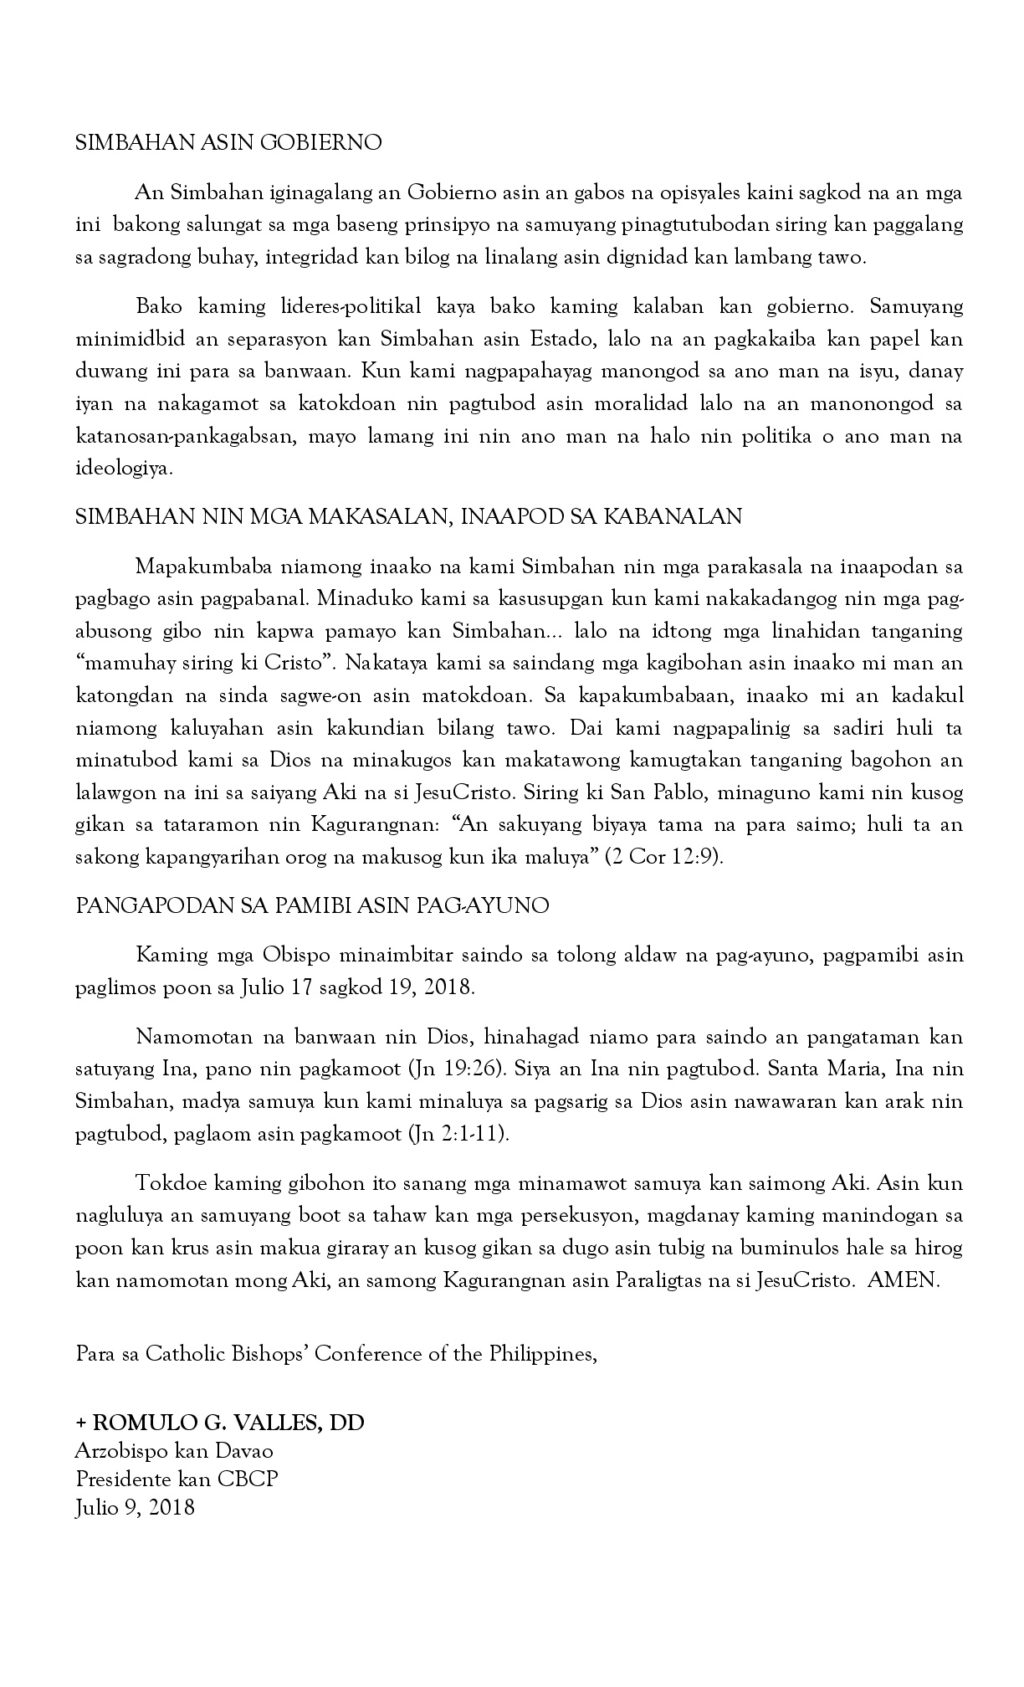 SIMBAHAN ASIN GOBIERNO
An Simbahan iginagalang an Gobierno asin an gabos na opisyales kaini sagkod na an mga
ini  bakong salungat sa mga baseng prinsipyo na samuyang pinagtutubodan siring kan paggalang
sa sagradong buhay, integridad kan bilog na linalang asin dignidad kan lambang tawo.
Bako kaming lideres-politikal kaya bako kaming kalaban kan gobierno. Samuyang
minimidbid an separasyon kan Simbahan asin Estado, lalo na an pagkakaiba kan papel kan
duwang ini para sa banwaan. Kun kami nagpapahayag manongod sa ano man na isyu, danay
iyan na nakagamot sa katokdoan nin pagtubod asin moralidad lalo na an manonongod sa
katanosan-pankagabsan, mayo lamang ini nin ano man na halo nin politika o ano man na
ideologiya.
SIMBAHAN NIN MGA MAKASALAN, INAAPOD SA KABANALAN
Mapakumbaba niamong inaako na kami Simbahan nin mga parakasala na inaapodan sa
pagbago asin pagpabanal. Minaduko kami sa kasusupgan kun kami nakakadangog nin mga pag-
abusong gibo nin kapwa pamayo kan Simbahan... lalo na idtong mga linahidan tanganing
“mamuhay siring ki Cristo”. Nakataya kami sa saindang mga kagibohan asin inaako mi man an
katongdan na sinda sagwe-on asin matokdoan. Sa kapakumbabaan, inaako mi an kadakul
niamong kaluyahan asin kakundian bilang tawo. Dai kami nagpapalinig sa sadiri huli ta
minatubod kami sa Dios na minakugos kan makatawong kamugtakan tanganing bagohon an
lalawgon na ini sa saiyang Aki na si JesuCristo. Siring ki San Pablo, minaguno kami nin kusog
gikan sa tataramon nin Kagurangnan: “An sakuyang biyaya tama na para saimo; huli ta an
sakong kapangyarihan orog na makusog kun ika maluya” (2 Cor 12:9).
PANGAPODAN SA PAMIBI ASIN PAG-AYUNO
Kaming mga Obispo minaimbitar saindo sa tolong aldaw na pag-ayuno, pagpamibi asin
paglimos poon sa Julio 17 sagkod 19, 2018.
Namomotan na banwaan nin Dios, hinahagad niamo para saindo an pangataman kan
satuyang Ina, pano nin pagkamoot (Jn 19:26). Siya an Ina nin pagtubod. Santa Maria, Ina nin
Simbahan, madya samuya kun kami minaluya sa pagsarig sa Dios asin nawawaran kan arak nin
pagtubod, paglaom asin pagkamoot (Jn 2:1-11).
Tokdoe kaming gibohon ito sanang mga minamawot samuya kan saimong Aki. Asin kun
nagluluya an samuyang boot sa tahaw kan mga persekusyon, magdanay kaming manindogan sa
poon kan krus asin makua giraray an kusog gikan sa dugo asin tubig na buminulos hale sa hirog
kan namomotan mong Aki, an samong Kagurangnan asin Paraligtas na si JesuCristo.  AMEN.
Para sa Catholic Bishops’ Conference of the Philippines,
+ ROMULO G. VALLES, DD
Arzobispo kan Davao
Presidente kan CBCP
Julio 9, 2018